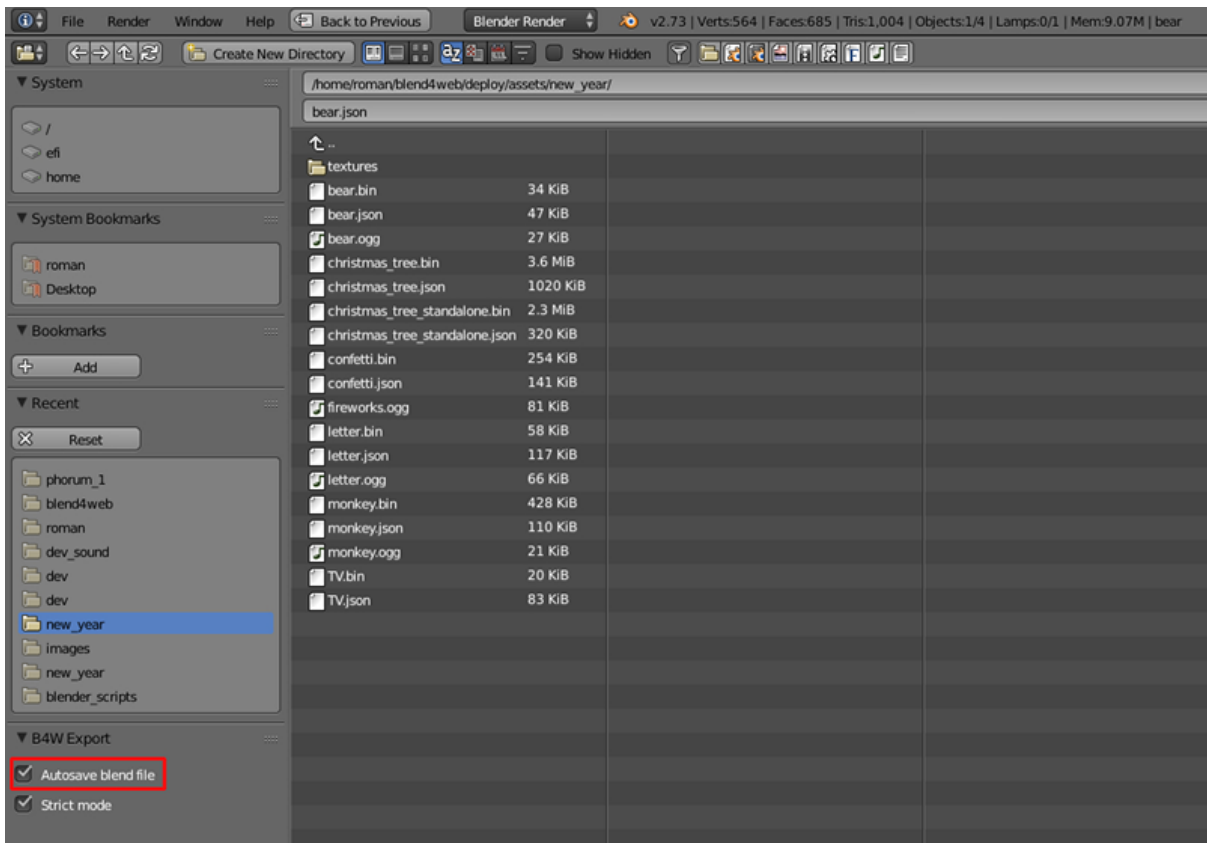 File Render Window Help Back to Previous Blender Render v2.73 | Verts:564 | Faces:685 | Tris:1,004 | Objects:1/4 | Lamps:0/1 | Mem:9.07M | bear
Create New Directory Show Hidden
System
/
efi
home
System Bookmarks
roman
Desktop
Bookmarks
Add
Recent
Reset
phorum_1
blend4web
roman
dev_sound
dev
dev
new_year
images
new_year
blender_scripts
B4W Export
Autosave blend file
Strict mode
/home/roman/blend4web/deploy/assets/new_year/
bear.json
..
textures
bear.bin 34 KiB
bear.json 47 KiB
bear.ogg 27 KiB
christmas_tree.bin 3.6 MiB
christmas_tree.json 1020 KiB
christmas_tree_standalone.bin 2.3 MiB
christmas_tree_standalone.json 320 KiB
confetti.bin 254 KiB
confetti.json 141 KiB
fireworks.ogg 81 KiB
letter.bin 58 KiB
letter.json 117 KiB
letter.ogg 66 KiB
monkey.bin 428 KiB
monkey.json 110 KiB
monkey.ogg 21 KiB
TV.bin 20 KiB
TV.json 83 KiB